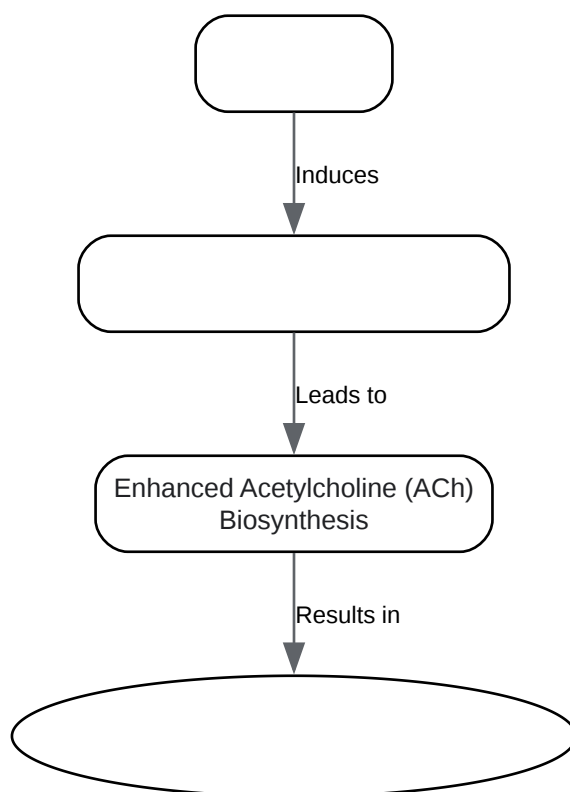 Induces
Leads to
Enhanced Acetylcholine (ACh)
Biosynthesis
Results in